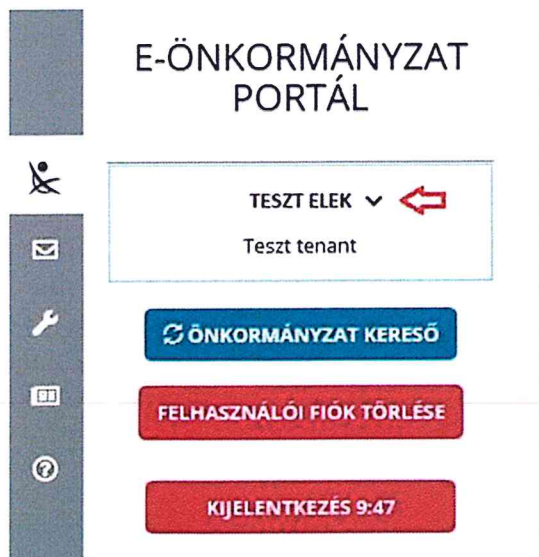 E-ÖNKORMÁNYZAT
PORTÁL
TESZT ELEK
Teszt tenant
ÖNKORMÁNYZAT KERESŐ
FELHASZNÁLÓI FIÓK TÖRLÉSE
KIJELENTKEZÉS 9:47